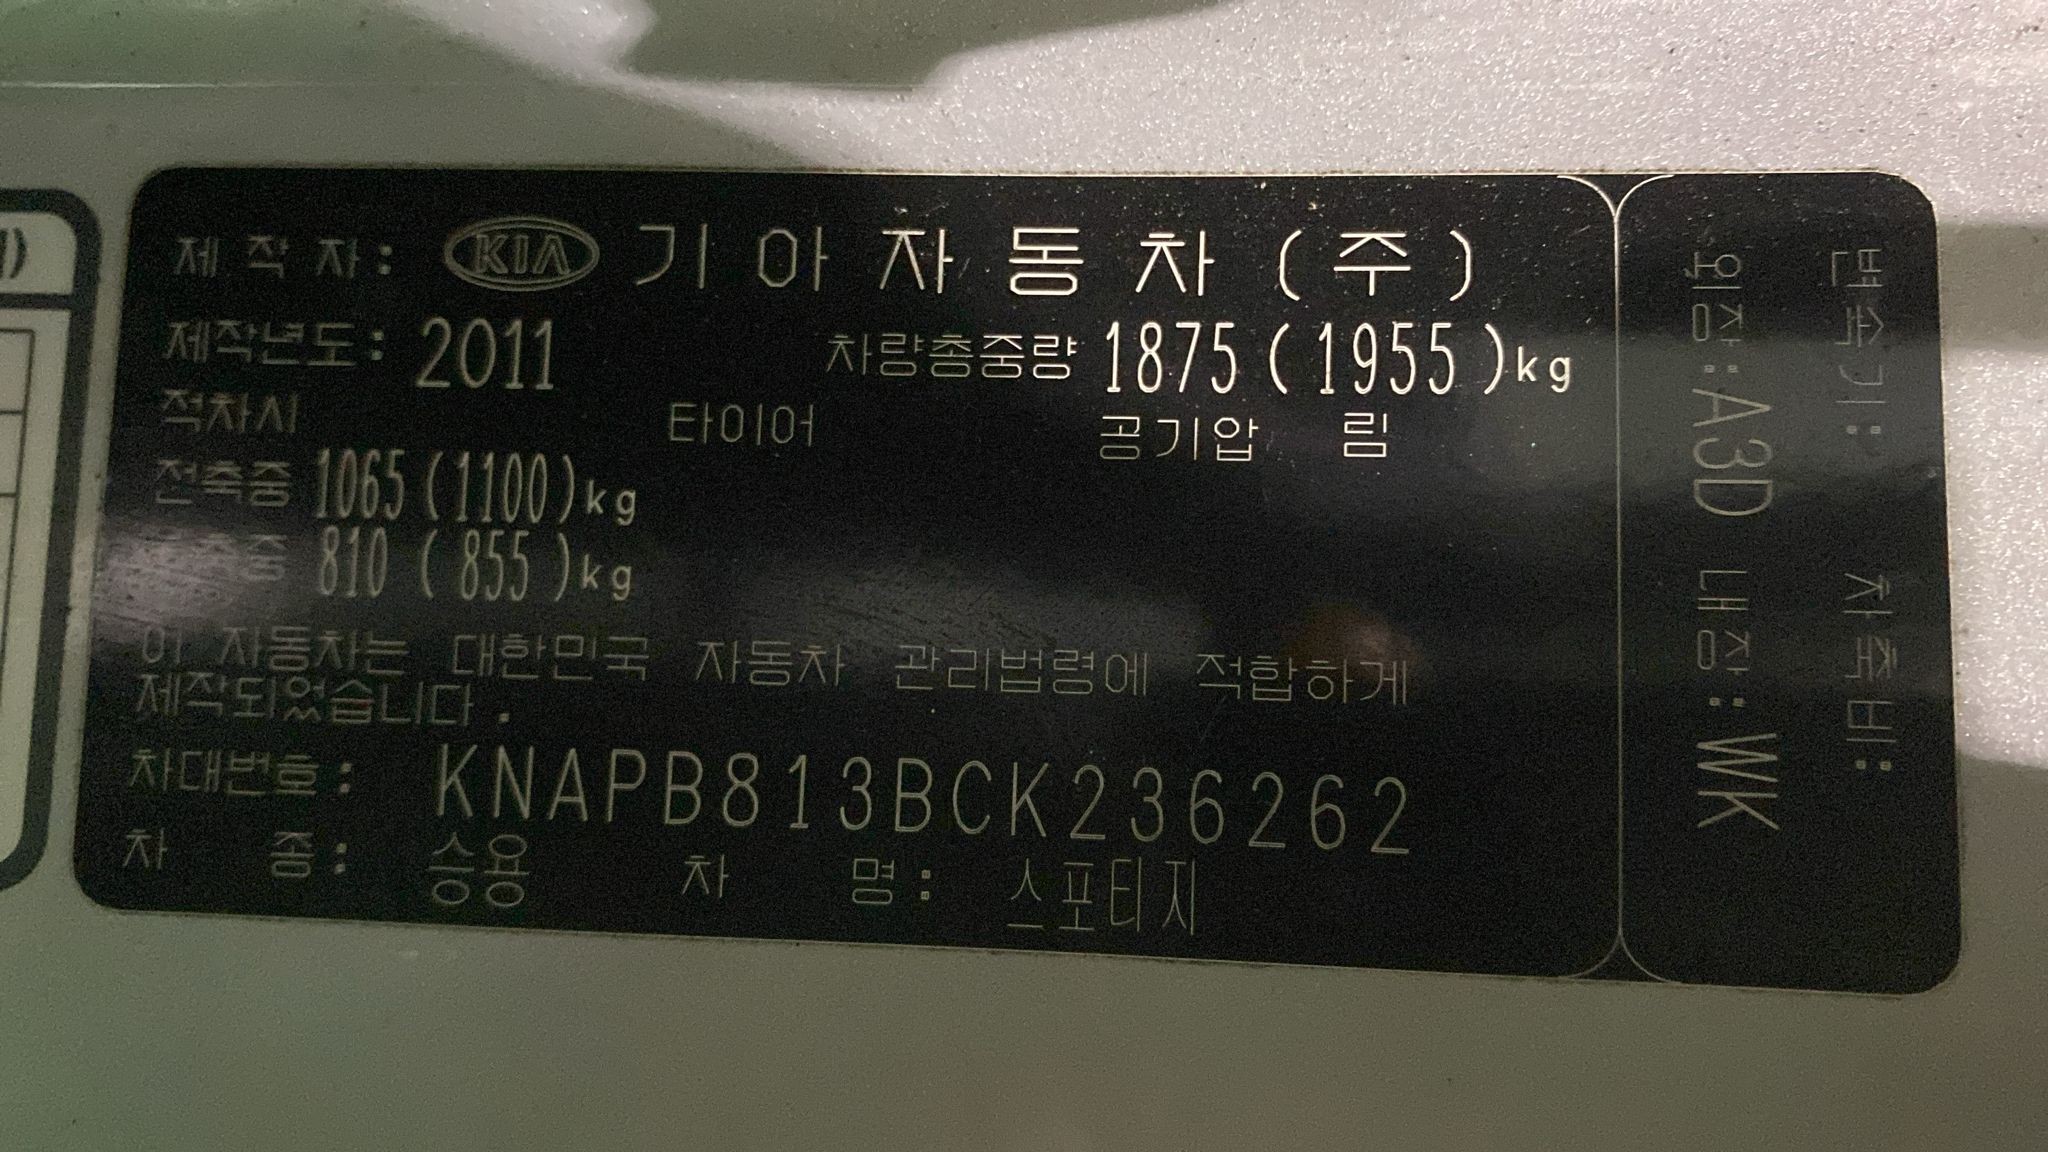 제 작 자: KIA 기 아 자 동 차 (주)
제작년도: 2011 차량총중량 1875 (1955)kg
적차시 타이어 공기압 림
전축중 1065 (1100)kg
축중 810 (855)kg
이 자동차는 대한민국 자동차 관리법령에 적합하게
제작되었습니다.
차대번호: KNAPB813BCK236262
차 종: 승용 차 명: 스포티지
변속기: 차축비:
외장:A3D 내장:WK